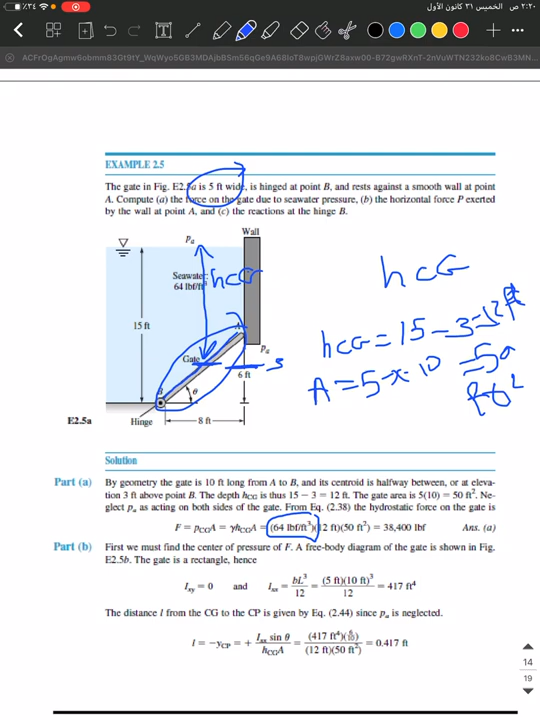 ٪٣٤ ٢:٢٠ ص الخميس ٣١ كانون الأول
EXAMPLE 2.5
The gate in Fig. E2.5a is 5 ft wide, is hinged at point B, and rests against a smooth wall at point
A. Compute (a) the force on the gate due to seawater pressure, (b) the horizontal force P exerted
by the wall at point A, and (c) the reactions at the hinge B.
Wall
pa
Seawater:
64 lbf/ft³
hCG
hCG
15 ft
hCG = 15 - 3 = 12 ft
A
pa
Gate
3
A = 5 x 10 = 50
ft²
6 ft
B
θ
E2.5a
Hinge
8 ft
Solution
Part (a) By geometry the gate is 10 ft long from A to B, and its centroid is halfway between, or at eleva-
tion 3 ft above point B. The depth hCG is thus 15 − 3 = 12 ft. The gate area is 5(10) = 50 ft². Ne-
glect pa as acting on both sides of the gate. From Eq. (2.38) the hydrostatic force on the gate is
F = pCGA = γhCGA = (64 lbf/ft³)(12 ft)(50 ft²) = 38,400 lbf Ans. (a)
Part (b) First we must find the center of pressure of F. A free-body diagram of the gate is shown in Fig.
E2.5b. The gate is a rectangle, hence
Ixy = 0 and Ixx = bL³/12 = (5 ft)(10 ft)³/12 = 417 ft⁴
The distance l from the CG to the CP is given by Eq. (2.44) since pa is neglected.
l = −yCP = + Ixx sin θ/hCGA = (417 ft⁴)(6/10)/(12 ft)(50 ft²) = 0.417 ft
14
19